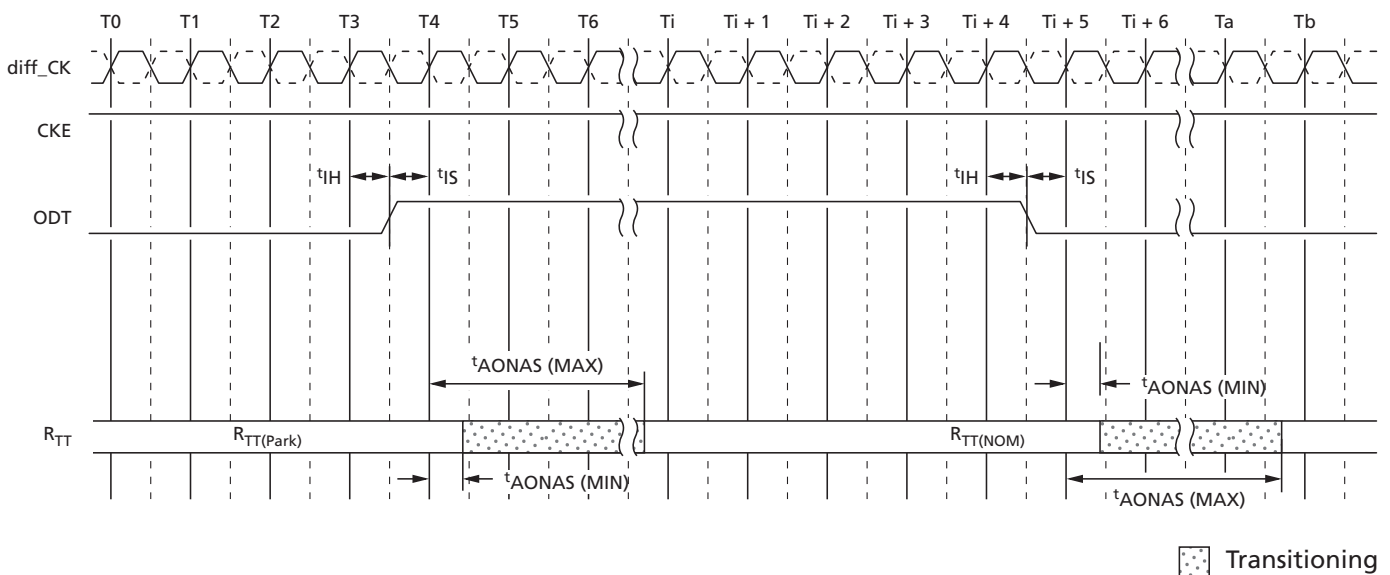 T0 T1 T2 T3 T4 T5 T6 Ti Ti + 1 Ti + 2 Ti + 3 Ti + 4 Ti + 5 Ti + 6 Ta Tb
diff_CK
CKE
tIH tIS tIH tIS
ODT
tAONAS (MAX)
tAONAS (MIN)
RTT RTT(Park) RTT(NOM)
tAONAS (MIN)
tAONAS (MAX)
Transitioning